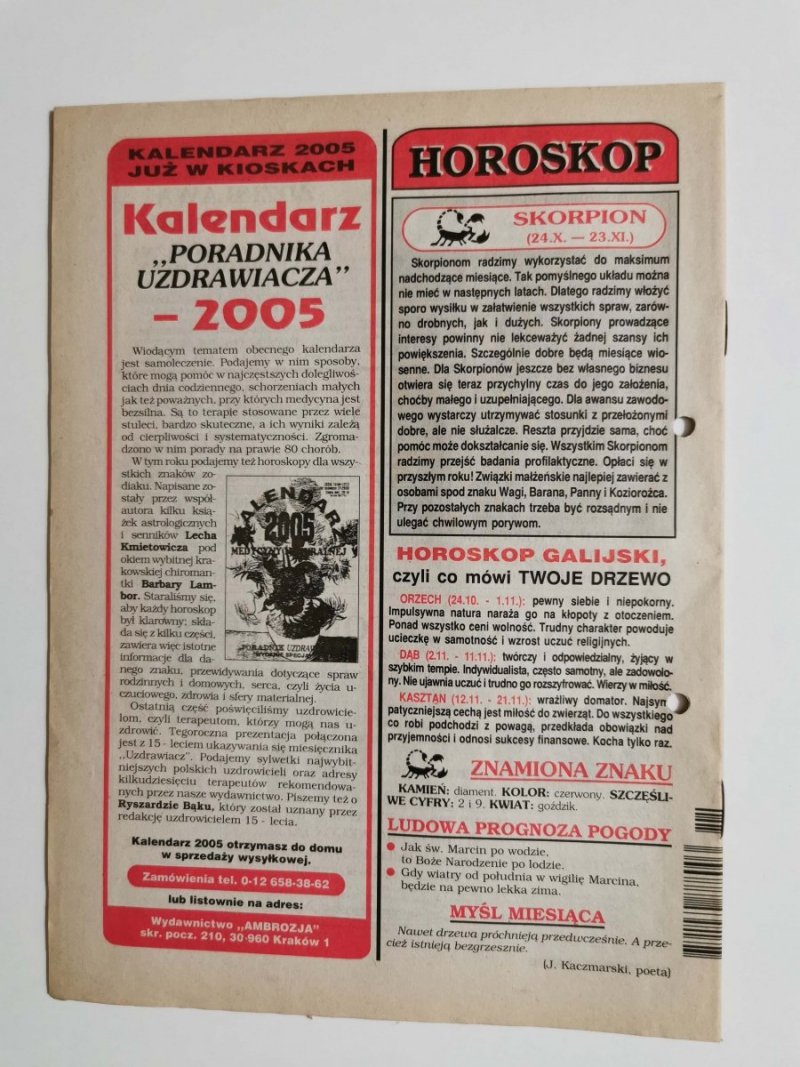 KALENDARZ 2005
JUŻ W KIOSKACH
Kalendarz
,,PORADNIKA
UZDRAWIACZA"
– 2005
Wiodącym tematem obecnego kalendarza
jest samoleczenie. Podajemy w nim sposoby,
które mogą pomóc w najczęstszych dolegliwoś-
ciach dnia codziennego, schorzeniach małych
jak też poważnych, przy których medycyna jest
bezsilna. Są to terapie stosowane przez wiele
stuleci, bardzo skuteczne, a ich wyniki zależą
od cierpliwości i systematyczności. Zgroma-
dzono w nim porady na prawie 80 chorób.
W tym roku podajemy też horoskopy dla wszy-
stkich znaków zo-
diaku. Napisane zo-
stały przez współ-
autora kilku ksią-
żek astrologicznych
i senników Lecha
Kmietowicza pod
okiem wybitnej kra-
kowskiej chiroman-
tki Barbary Lam-
bor. Staraliśmy się,
aby każdy horoskop
był klarowny; skła-
da się z kilku części,
zawiera więc istotne
informacje dla da-
nego znaku, przewidywania dotyczące spraw
rodzinnych i domowych, serca, czyli życia u-
czuciowego, zdrowia i sfery materialnej.
Ostatnią część poświęciliśmy uzdrowicie-
lom, czyli terapeutom, którzy mogą nas u-
zdrowić. Tegoroczna prezentacja połączona
jest z 15 - leciem ukazywania się miesięcznika
,,Uzdrawiacz". Podajemy sylwetki najwybit-
niejszych polskich uzdrowicieli oraz adresy
kilkudziesięciu terapeutów rekomendowa-
nych przez nasze wydawnictwo. Piszemy też o
Ryszardzie Bąku, który został uznany przez
redakcję uzdrowicielem 15 - lecia.
KALENDARZ
2005
MEDYCYNY NATURALNEJ
PORADNIK UZDRAW
Kalendarz 2005 otrzymasz do domu
w sprzedaży wysyłkowej.
Zamówienia tel. 0-12 658-38-62
lub listownie na adres:
Wydawnictwo ,,AMBROZJA"
skr. pocz. 210, 30-960 Kraków 1
HOROSKOP
SKORPION
(24.X. — 23.XI.)
Skorpionom radzimy wykorzystać do maksimum
nadchodzące miesiące. Tak pomyślnego układu można
nie mieć w następnych latach. Dlatego radzimy włożyć
sporo wysiłku w załatwienie wszystkich spraw, zarów-
no drobnych, jak i dużych. Skorpiony prowadzące
interesy powinny nie lekceważyć żadnej szansy ich
powiększenia. Szczególnie dobre będą miesiące wio-
senne. Dla Skorpionów jeszcze bez własnego biznesu
otwiera się teraz przychylny czas do jego założenia,
choćby małego i uzupełniającego. Dla awansu zawodo-
wego wystarczy utrzymywać stosunki z przełożonymi
dobre, ale nie służalcze. Reszta przyjdzie sama, choć
pomóc może dokształcanie się. Wszystkim Skorpionom
radzimy przejść badania profilaktyczne. Opłaci się w
przyszłym roku! Związki małżeńskie najlepiej zawierać z
osobami spod znaku Wagi, Barana, Panny i Koziorożca.
Przy pozostałych znakach trzeba być rozsądnym i nie
ulegać chwilowym porywom.
HOROSKOP GALIJSKI,
czyli co mówi TWOJE DRZEWO
ORZECH (24.10. - 1.11.): pewny siebie i niepokorny.
Impulsywna natura naraża go na kłopoty z otoczeniem.
Ponad wszystko ceni wolność. Trudny charakter powoduje
ucieczkę w samotność i wzrost uczuć religijnych.
DĄB (2.11. - 11.11.): twórczy i odpowiedzialny, żyjący w
szybkim tempie. Indywidualista, często samotny, ale zadowolo-
ny. Nie ujawnia uczuć i trudno go rozszyfrować. Wierzy w miłość.
KASZTAN (12.11. - 21.11.): wrażliwy domator. Najsym-
patyczniejszą cechą jest miłość do zwierząt. Do wszystkiego
co robi podchodzi z powagą, przedkłada obowiązki nad
przyjemności i odnosi sukcesy finansowe. Kocha tylko raz.
ZNAMIONA ZNAKU
KAMIEŃ: diament. KOLOR: czerwony. SZCZĘŚLI-
WE CYFRY: 2 i 9. KWIAT: goździk.
LUDOWA PROGNOZA POGODY
● Jak św. Marcin po wodzie,
to Boże Narodzenie po lodzie.
● Gdy wiatry od południa w wigilię Marcina,
będzie na pewno lekka zima.
MYŚL MIESIĄCA
Nawet drzewa próchnieją przedwcześnie. A prze-
cież istnieją bezgrzesznie.
(J. Kaczmarski, poeta)